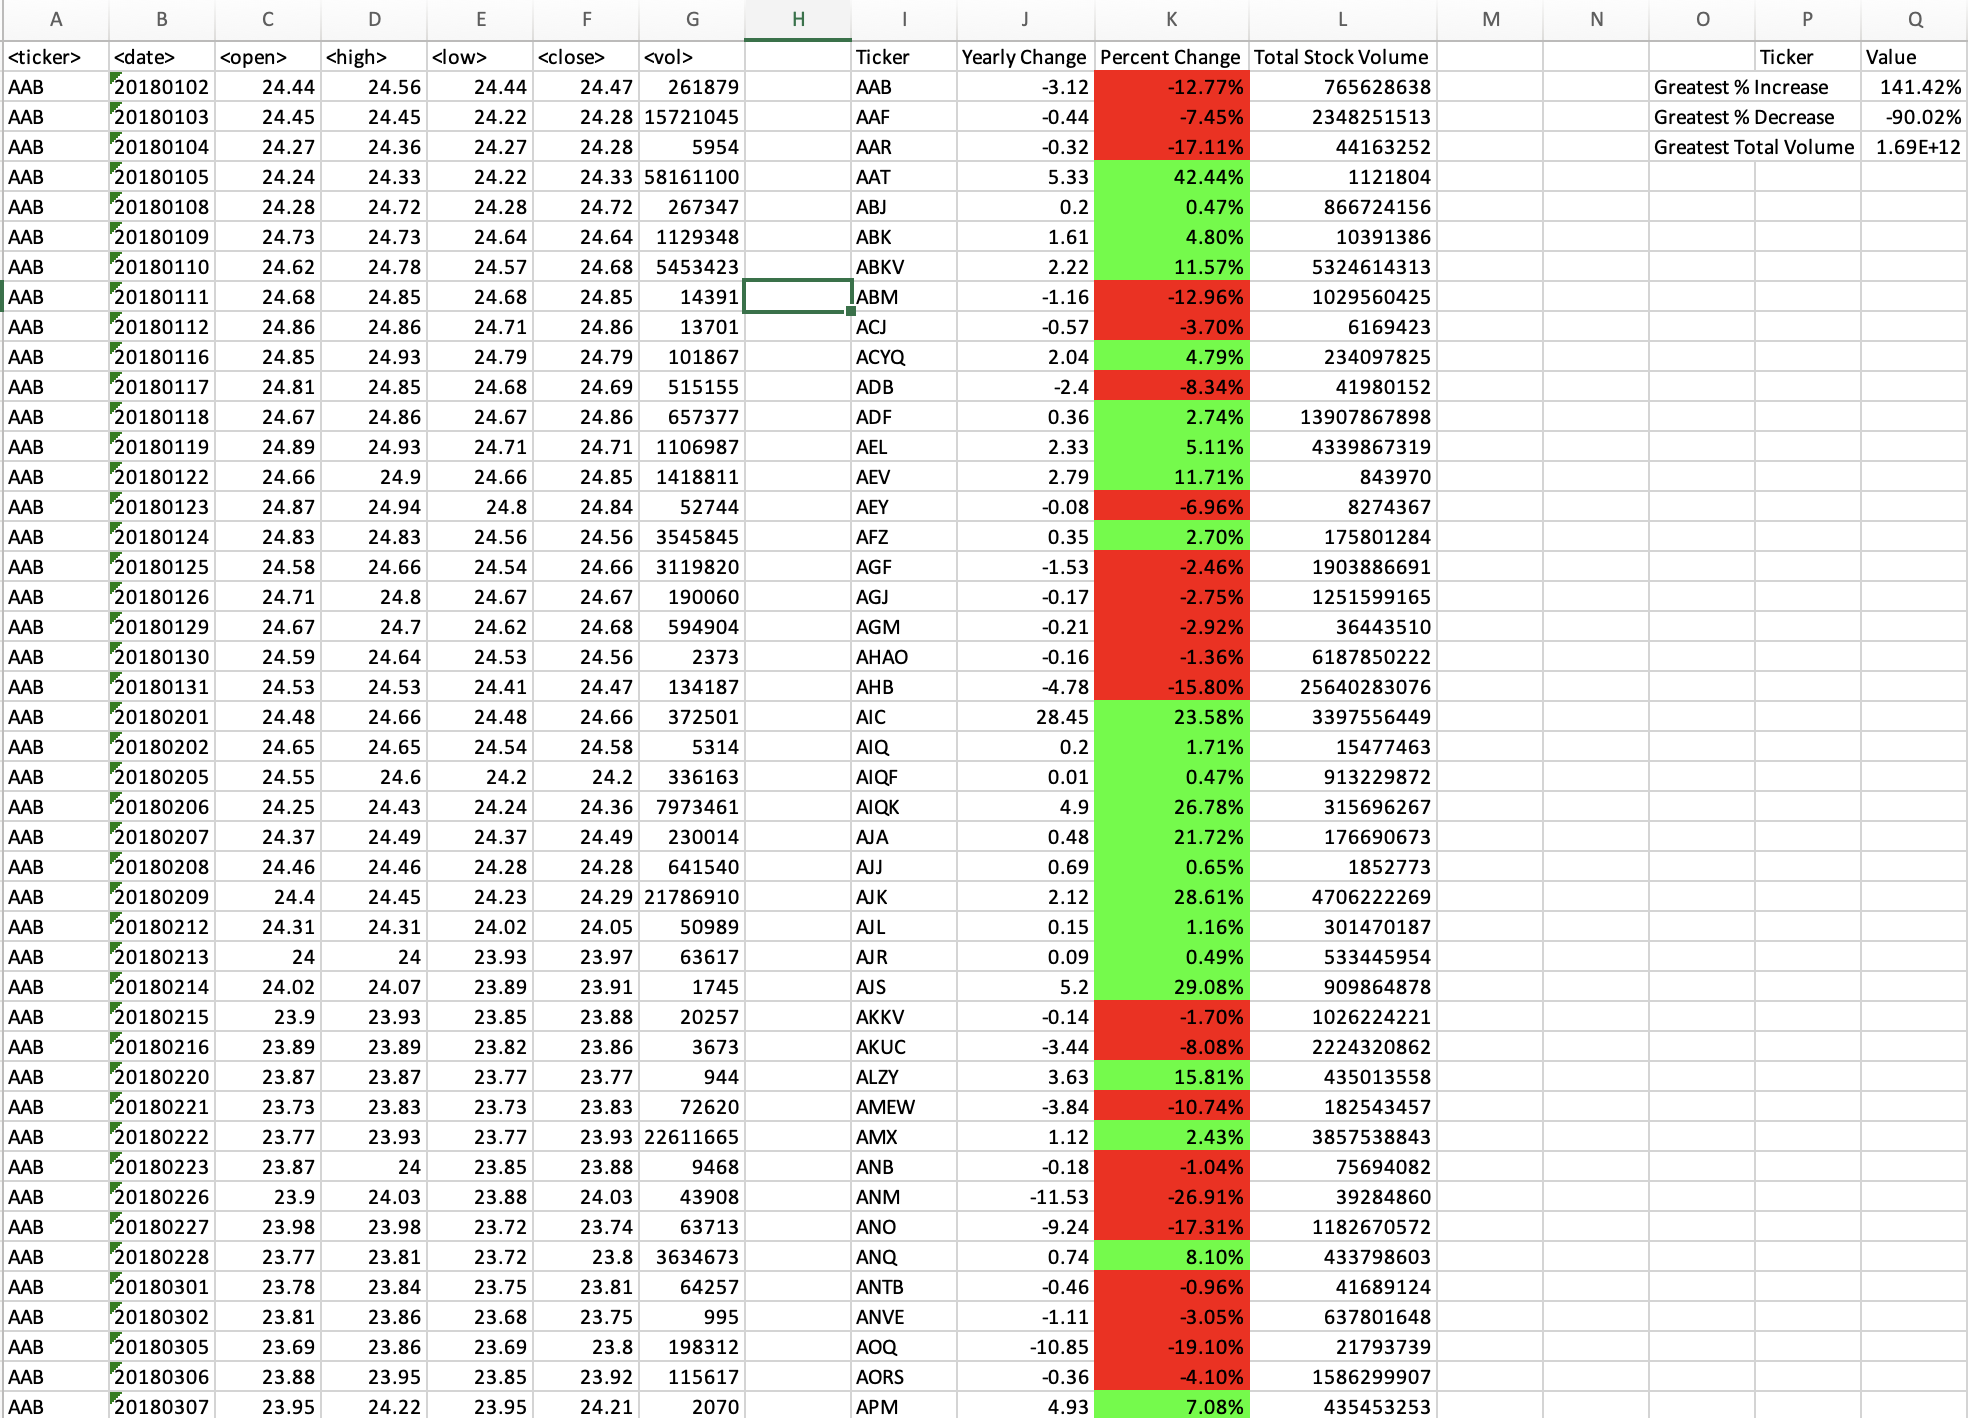 A B C D E F G H I J K L M N O P Q
<ticker> <date> <open> <high> <low> <close> <vol> Ticker Yearly Change Percent Change Total Stock Volume Ticker Value
AAB 20180102 24.44 24.56 24.44 24.47 261879 AAB -3.12 -12.77% 765628638 Greatest % Increase 141.42%
AAB 20180103 24.45 24.45 24.22 24.28 15721045 AAF -0.44 -7.45% 2348251513 Greatest % Decrease -90.02%
AAB 20180104 24.27 24.36 24.27 24.28 5954 AAR -0.32 -17.11% 44163252 Greatest Total Volume 1.69E+12
AAB 20180105 24.24 24.33 24.22 24.33 58161100 AAT 5.33 42.44% 1121804
AAB 20180108 24.28 24.72 24.28 24.72 267347 ABJ 0.2 0.47% 866724156
AAB 20180109 24.73 24.73 24.64 24.64 1129348 ABK 1.61 4.80% 10391386
AAB 20180110 24.62 24.78 24.57 24.68 5453423 ABKV 2.22 11.57% 5324614313
AAB 20180111 24.68 24.85 24.68 24.85 14391 ABM -1.16 -12.96% 1029560425
AAB 20180112 24.86 24.86 24.71 24.86 13701 ACJ -0.57 -3.70% 6169423
AAB 20180116 24.85 24.93 24.79 24.79 101867 ACYQ 2.04 4.79% 234097825
AAB 20180117 24.81 24.85 24.68 24.69 515155 ADB -2.4 -8.34% 41980152
AAB 20180118 24.67 24.86 24.67 24.86 657377 ADF 0.36 2.74% 13907867898
AAB 20180119 24.89 24.93 24.71 24.71 1106987 AEL 2.33 5.11% 4339867319
AAB 20180122 24.66 24.9 24.66 24.85 1418811 AEV 2.79 11.71% 843970
AAB 20180123 24.87 24.94 24.8 24.84 52744 AEY -0.08 -6.96% 8274367
AAB 20180124 24.83 24.83 24.56 24.56 3545845 AFZ 0.35 2.70% 175801284
AAB 20180125 24.58 24.66 24.54 24.66 3119820 AGF -1.53 -2.46% 1903886691
AAB 20180126 24.71 24.8 24.67 24.67 190060 AGJ -0.17 -2.75% 1251599165
AAB 20180129 24.67 24.7 24.62 24.68 594904 AGM -0.21 -2.92% 36443510
AAB 20180130 24.59 24.64 24.53 24.56 2373 AHAO -0.16 -1.36% 6187850222
AAB 20180131 24.53 24.53 24.41 24.47 134187 AHB -4.78 -15.80% 25640283076
AAB 20180201 24.48 24.66 24.48 24.66 372501 AIC 28.45 23.58% 3397556449
AAB 20180202 24.65 24.65 24.54 24.58 5314 AIQ 0.2 1.71% 15477463
AAB 20180205 24.55 24.6 24.2 24.2 336163 AIQF 0.01 0.47% 913229872
AAB 20180206 24.25 24.43 24.24 24.36 7973461 AIQK 4.9 26.78% 315696267
AAB 20180207 24.37 24.49 24.37 24.49 230014 AJA 0.48 21.72% 176690673
AAB 20180208 24.46 24.46 24.28 24.28 641540 AJJ 0.69 0.65% 1852773
AAB 20180209 24.4 24.45 24.23 24.29 21786910 AJK 2.12 28.61% 4706222269
AAB 20180212 24.31 24.31 24.02 24.05 50989 AJL 0.15 1.16% 301470187
AAB 20180213 24 24 23.93 23.97 63617 AJR 0.09 0.49% 533445954
AAB 20180214 24.02 24.07 23.89 23.91 1745 AJS 5.2 29.08% 909864878
AAB 20180215 23.9 23.93 23.85 23.88 20257 AKKV -0.14 -1.70% 1026224221
AAB 20180216 23.89 23.89 23.82 23.86 3673 AKUC -3.44 -8.08% 2224320862
AAB 20180220 23.87 23.87 23.77 23.77 944 ALZY 3.63 15.81% 435013558
AAB 20180221 23.73 23.83 23.73 23.83 72620 AMEW -3.84 -10.74% 182543457
AAB 20180222 23.77 23.93 23.77 23.93 22611665 AMX 1.12 2.43% 3857538843
AAB 20180223 23.87 24 23.85 23.88 9468 ANB -0.18 -1.04% 75694082
AAB 20180226 23.9 24.03 23.88 24.03 43908 ANM -11.53 -26.91% 39284860
AAB 20180227 23.98 23.98 23.72 23.74 63713 ANO -9.24 -17.31% 1182670572
AAB 20180228 23.77 23.81 23.72 23.8 3634673 ANQ 0.74 8.10% 433798603
AAB 20180301 23.78 23.84 23.75 23.81 64257 ANTB -0.46 -0.96% 41689124
AAB 20180302 23.81 23.86 23.68 23.75 995 ANVE -1.11 -3.05% 637801648
AAB 20180305 23.69 23.86 23.69 23.8 198312 AOQ -10.85 -19.10% 21793739
AAB 20180306 23.88 23.95 23.85 23.92 115617 AORS -0.36 -4.10% 1586299907
AAB 20180307 23.95 24.22 23.95 24.21 2070 APM 4.93 7.08% 435453253